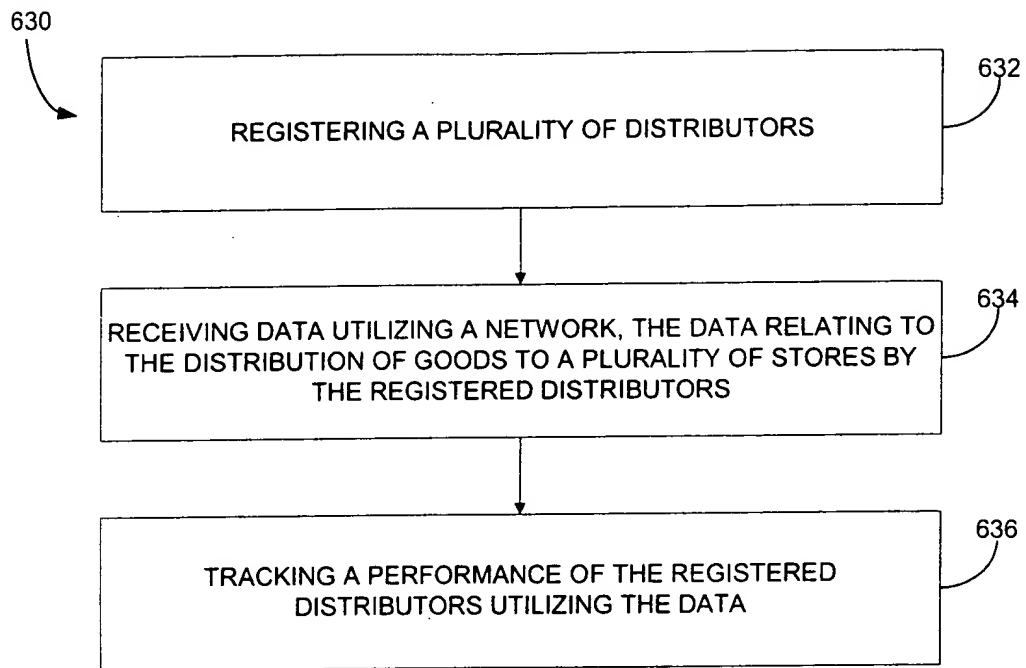 630
632
REGISTERING A PLURALITY OF DISTRIBUTORS
634
RECEIVING DATA UTILIZING A NETWORK, THE DATA RELATING TO
THE DISTRIBUTION OF GOODS TO A PLURALITY OF STORES BY
THE REGISTERED DISTRIBUTORS
636
TRACKING A PERFORMANCE OF THE REGISTERED
DISTRIBUTORS UTILIZING THE DATA